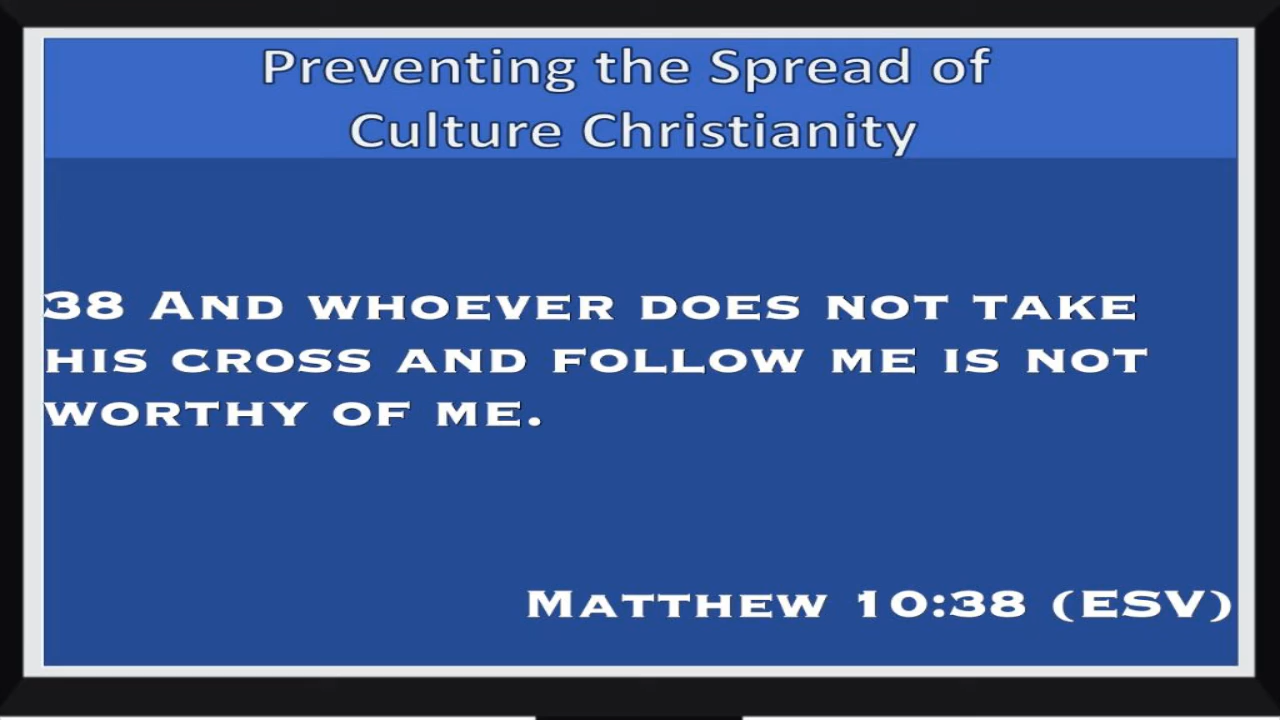 Preventing the Spread of
Culture Christianity
38 And whoever does not take
his cross and follow me is not
worthy of me.
Matthew 10:38 (ESV)